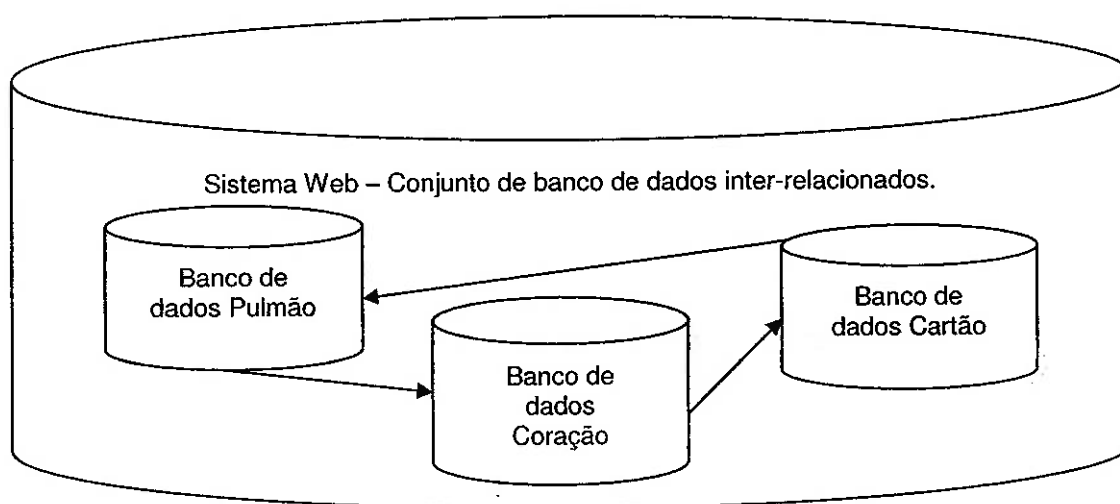 Sistema Web – Conjunto de banco de dados inter-relacionados.
Banco de
dados Pulmão
Banco de
dados
Coração
Banco de
dados Cartão